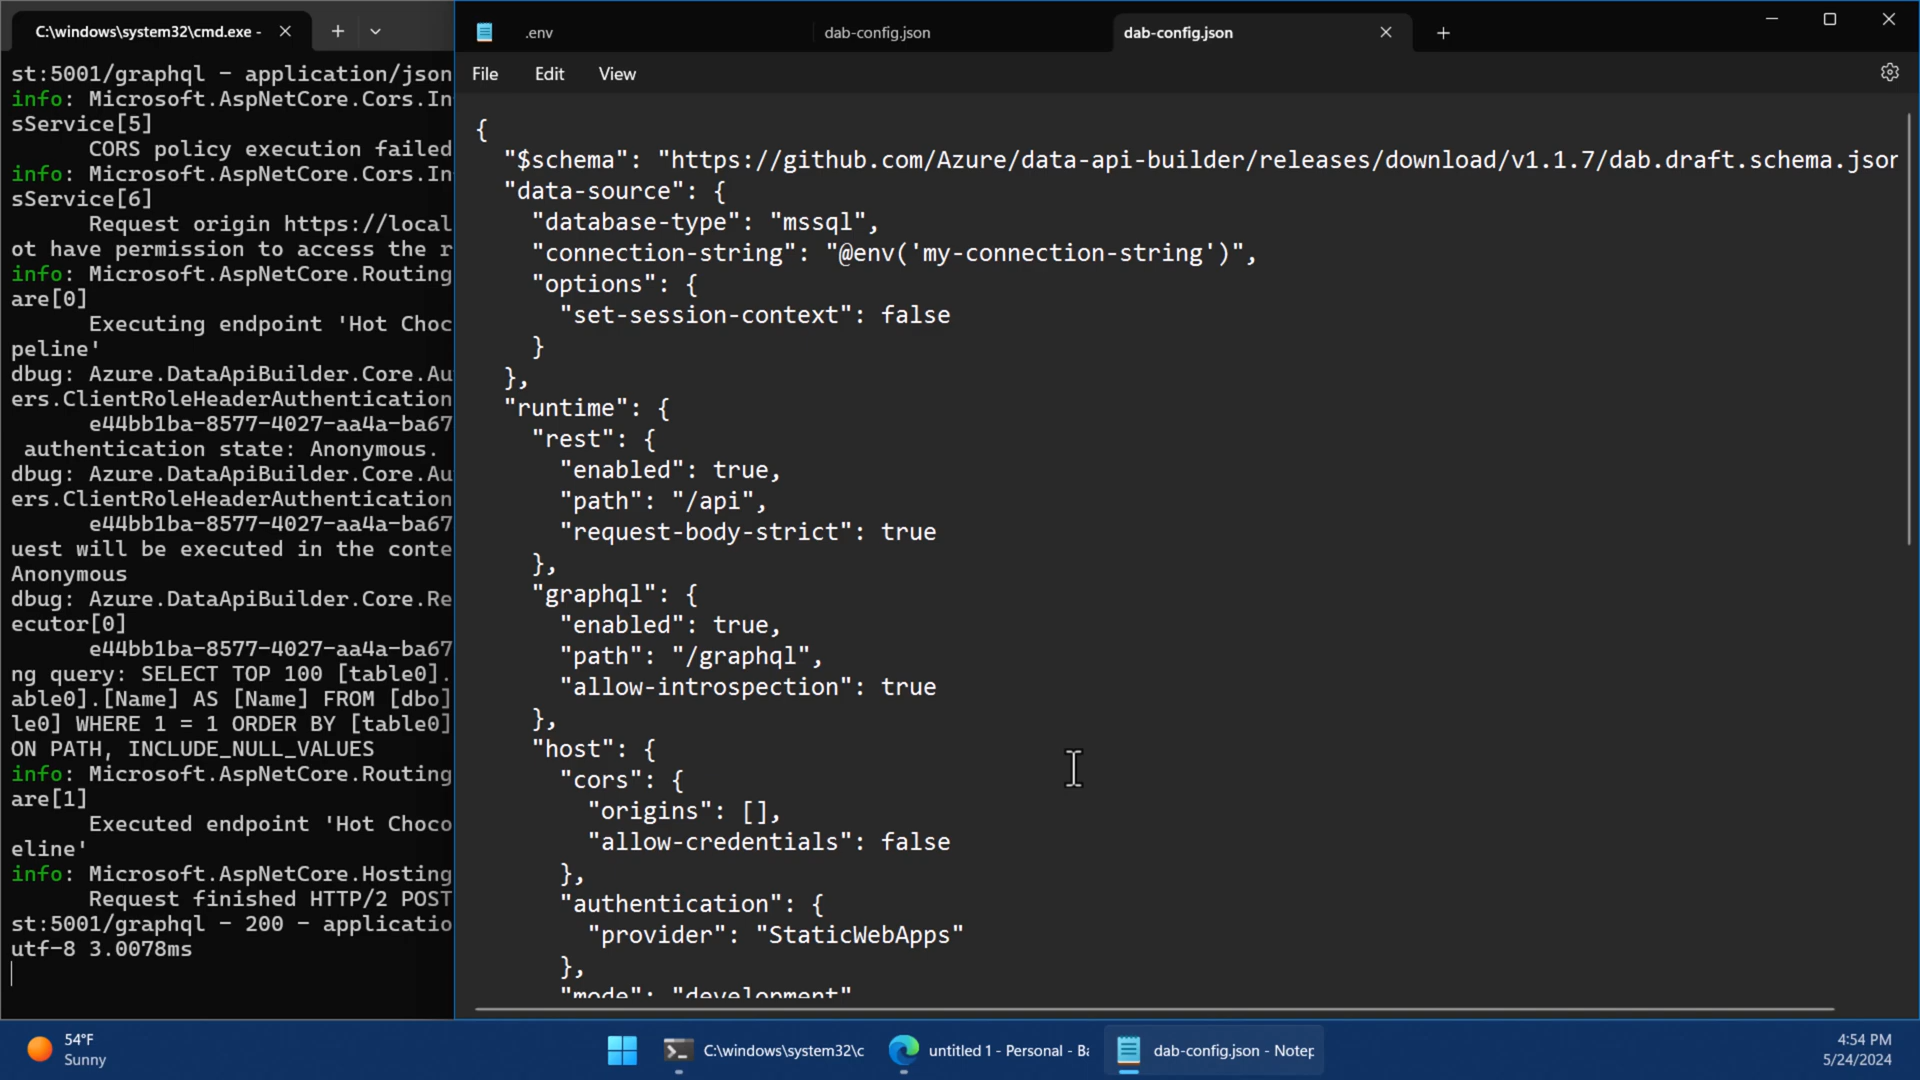 C:\windows\system32\cmd.exe -
st:5001/graphql - application/json
info: Microsoft.AspNetCore.Cors.In
sService[5]
CORS policy execution failed
info: Microsoft.AspNetCore.Cors.In
sService[6]
Request origin https://local
ot have permission to access the r
info: Microsoft.AspNetCore.Routing
are[0]
Executing endpoint 'Hot Choc
peline'
dbug: Azure.DataApiBuilder.Core.Au
ers.ClientRoleHeaderAuthentication
e44bb1ba-8577-4027-aa4a-ba67
authentication state: Anonymous.
dbug: Azure.DataApiBuilder.Core.Au
ers.ClientRoleHeaderAuthentication
e44bb1ba-8577-4027-aa4a-ba67
uest will be executed in the conte
Anonymous
dbug: Azure.DataApiBuilder.Core.Re
ecutor[0]
e44bb1ba-8577-4027-aa4a-ba67
ng query: SELECT TOP 100 [table0].
able0].[Name] AS [Name] FROM [dbo]
le0] WHERE 1 = 1 ORDER BY [table0]
ON PATH, INCLUDE_NULL_VALUES
info: Microsoft.AspNetCore.Routing
are[1]
Executed endpoint 'Hot Choco
eline'
info: Microsoft.AspNetCore.Hosting
Request finished HTTP/2 POST
st:5001/graphql - 200 - applicatio
utf-8 3.0078ms
.env dab-config.json dab-config.json
File Edit View
{
"$schema": "https://github.com/Azure/data-api-builder/releases/download/v1.1.7/dab.draft.schema.json
"data-source": {
"database-type": "mssql",
"connection-string": "@env('my-connection-string')",
"options": {
"set-session-context": false
}
},
"runtime": {
"rest": {
"enabled": true,
"path": "/api",
"request-body-strict": true
},
"graphql": {
"enabled": true,
"path": "/graphql",
"allow-introspection": true
},
"host": {
"cors": {
"origins": [],
"allow-credentials": false
},
"authentication": {
"provider": "StaticWebApps"
},
"mode": "development"
54°F
Sunny
C:\windows\system32\c
untitled 1 - Personal - Ba
dab-config.json - Notep
4:54 PM
5/24/2024